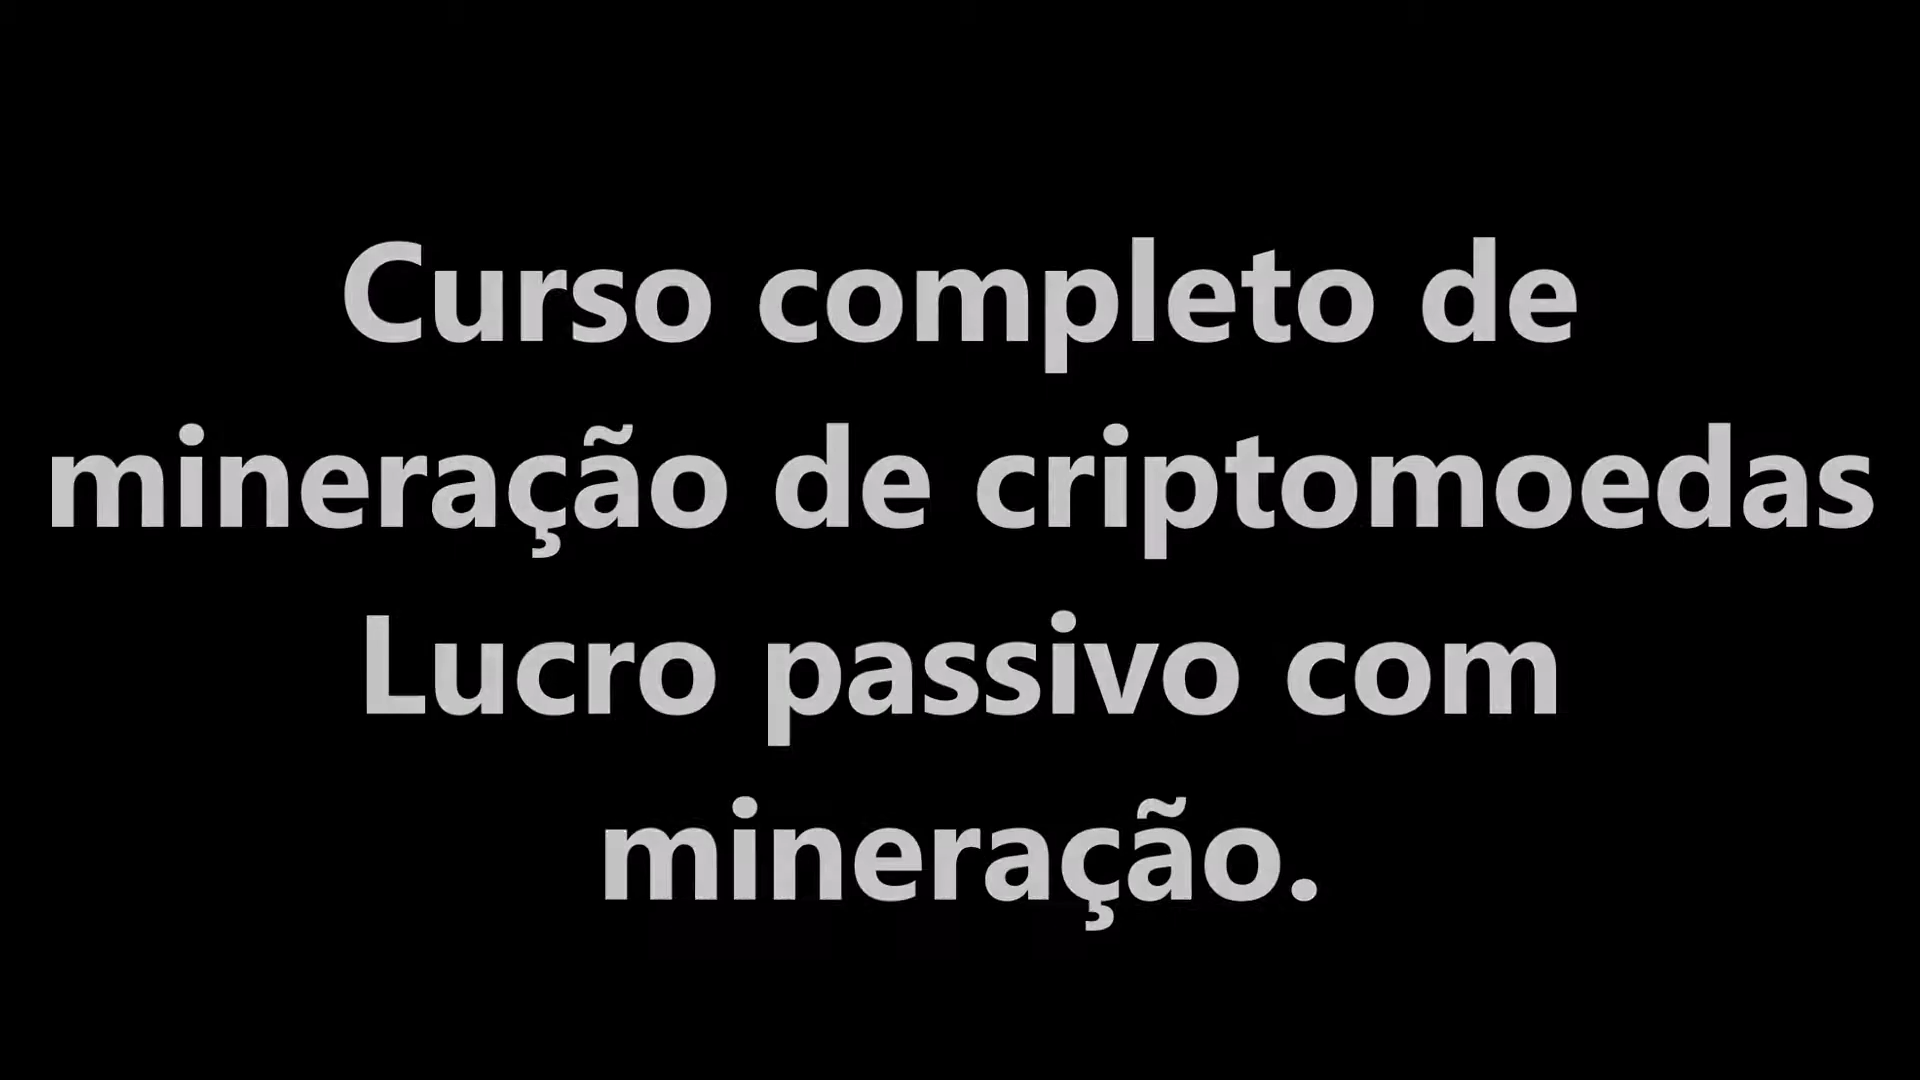 Curso completo de
mineração de criptomoedas
Lucro passivo com
mineração.